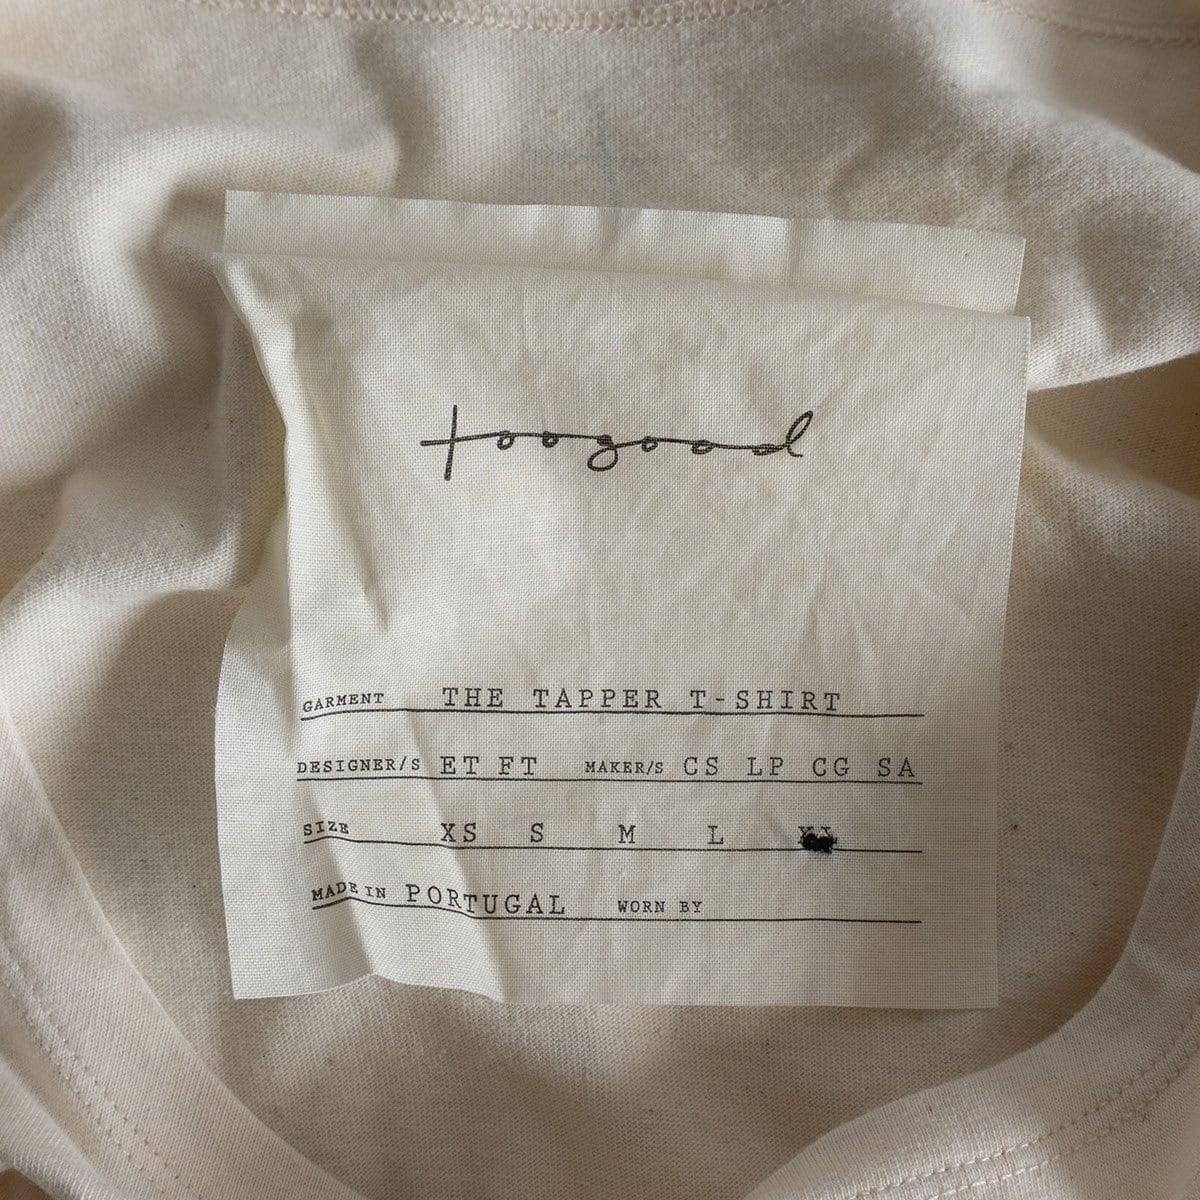 toogood
GARMENT THE TAPPER T-SHIRT
DESIGNER/S ET FT MAKER/S CS LP CG SA
SIZE XS S M L XL
MADE IN PORTUGAL WORN BY